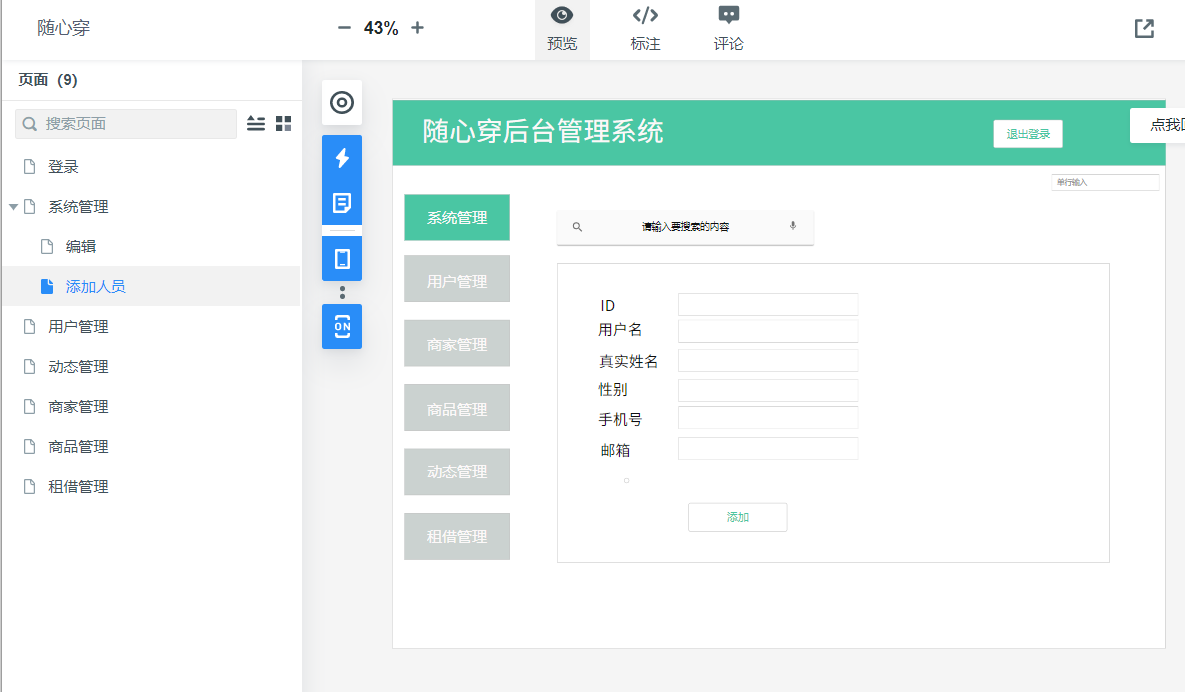 随心穿
43%
预览
标注
评论
页面 (9)
搜索页面
登录
系统管理
编辑
添加人员
用户管理
动态管理
商家管理
商品管理
租借管理
ON
随心穿后台管理系统
退出登录
点我
单行输入
系统管理
用户管理
商家管理
商品管理
动态管理
租借管理
请输入要搜索的内容
ID
用户名
真实姓名
性别
手机号
邮箱
添加